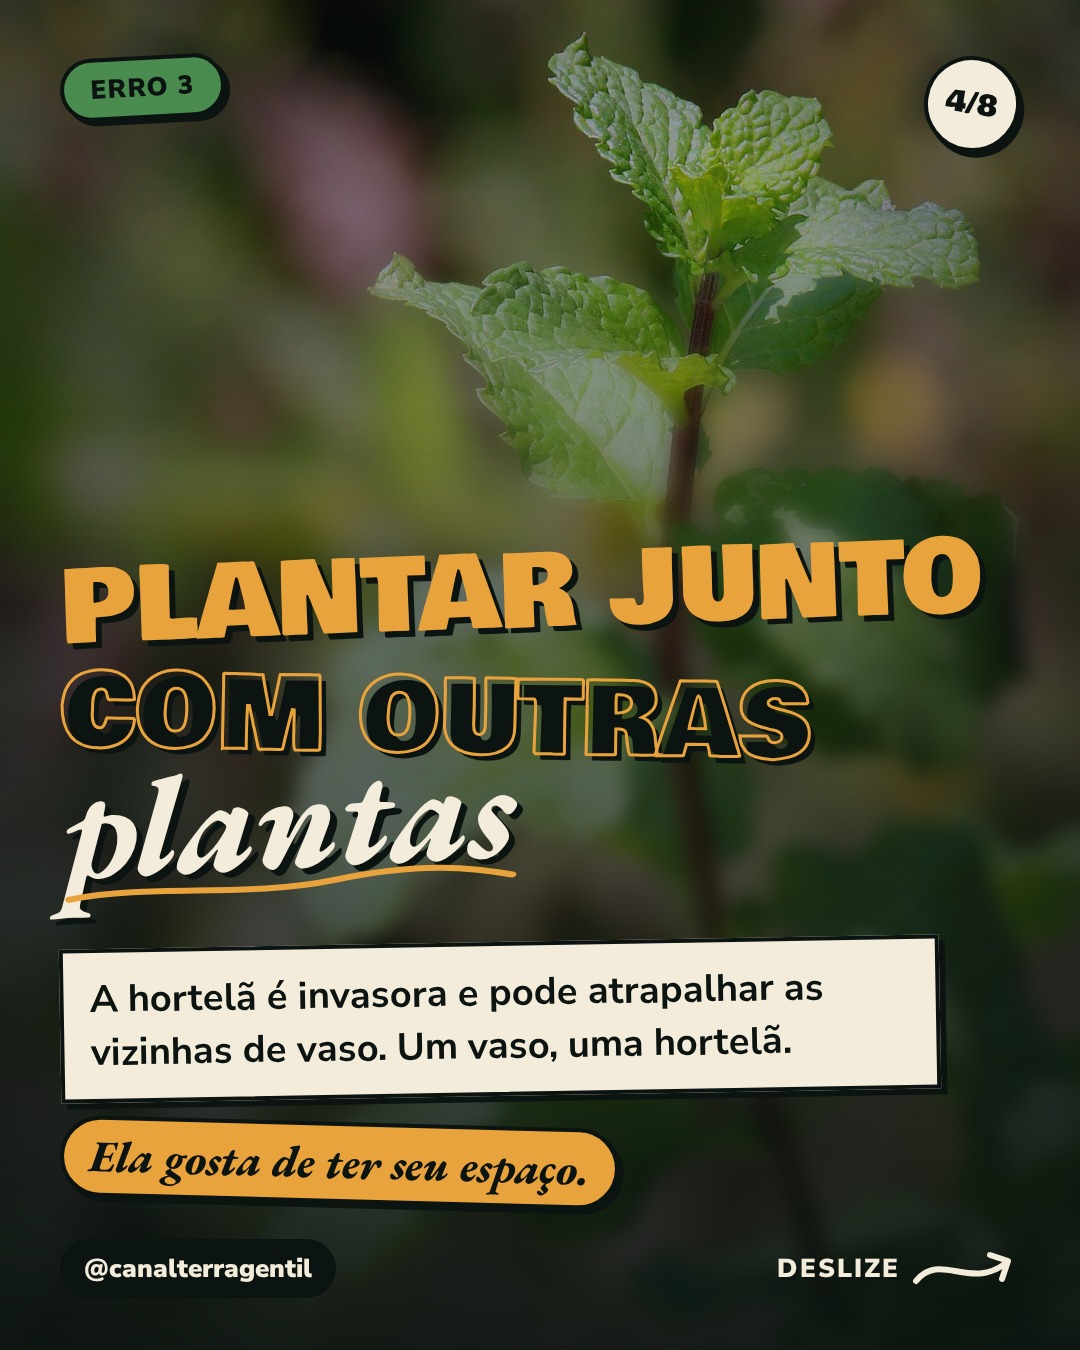 ERRO 3
4/8
PLANTAR JUNTO
COM OUTRAS
plantas
A hortelã é invasora e pode atrapalhar as
vizinhas de vaso. Um vaso, uma hortelã.
Ela gosta de ter seu espaço.
@canalterragentil
DESLIZE